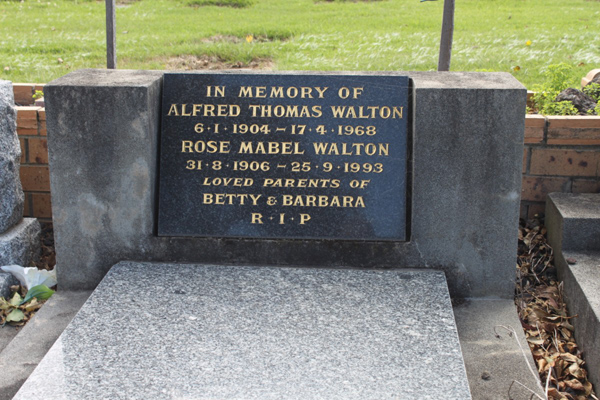 IN MEMORY OF
ALFRED THOMAS WALTON
6·1·1904 – 17·4·1968
ROSE MABEL WALTON
31·8·1906 – 25·9·1993
LOVED PARENTS OF
BETTY & BARBARA
R·I·P